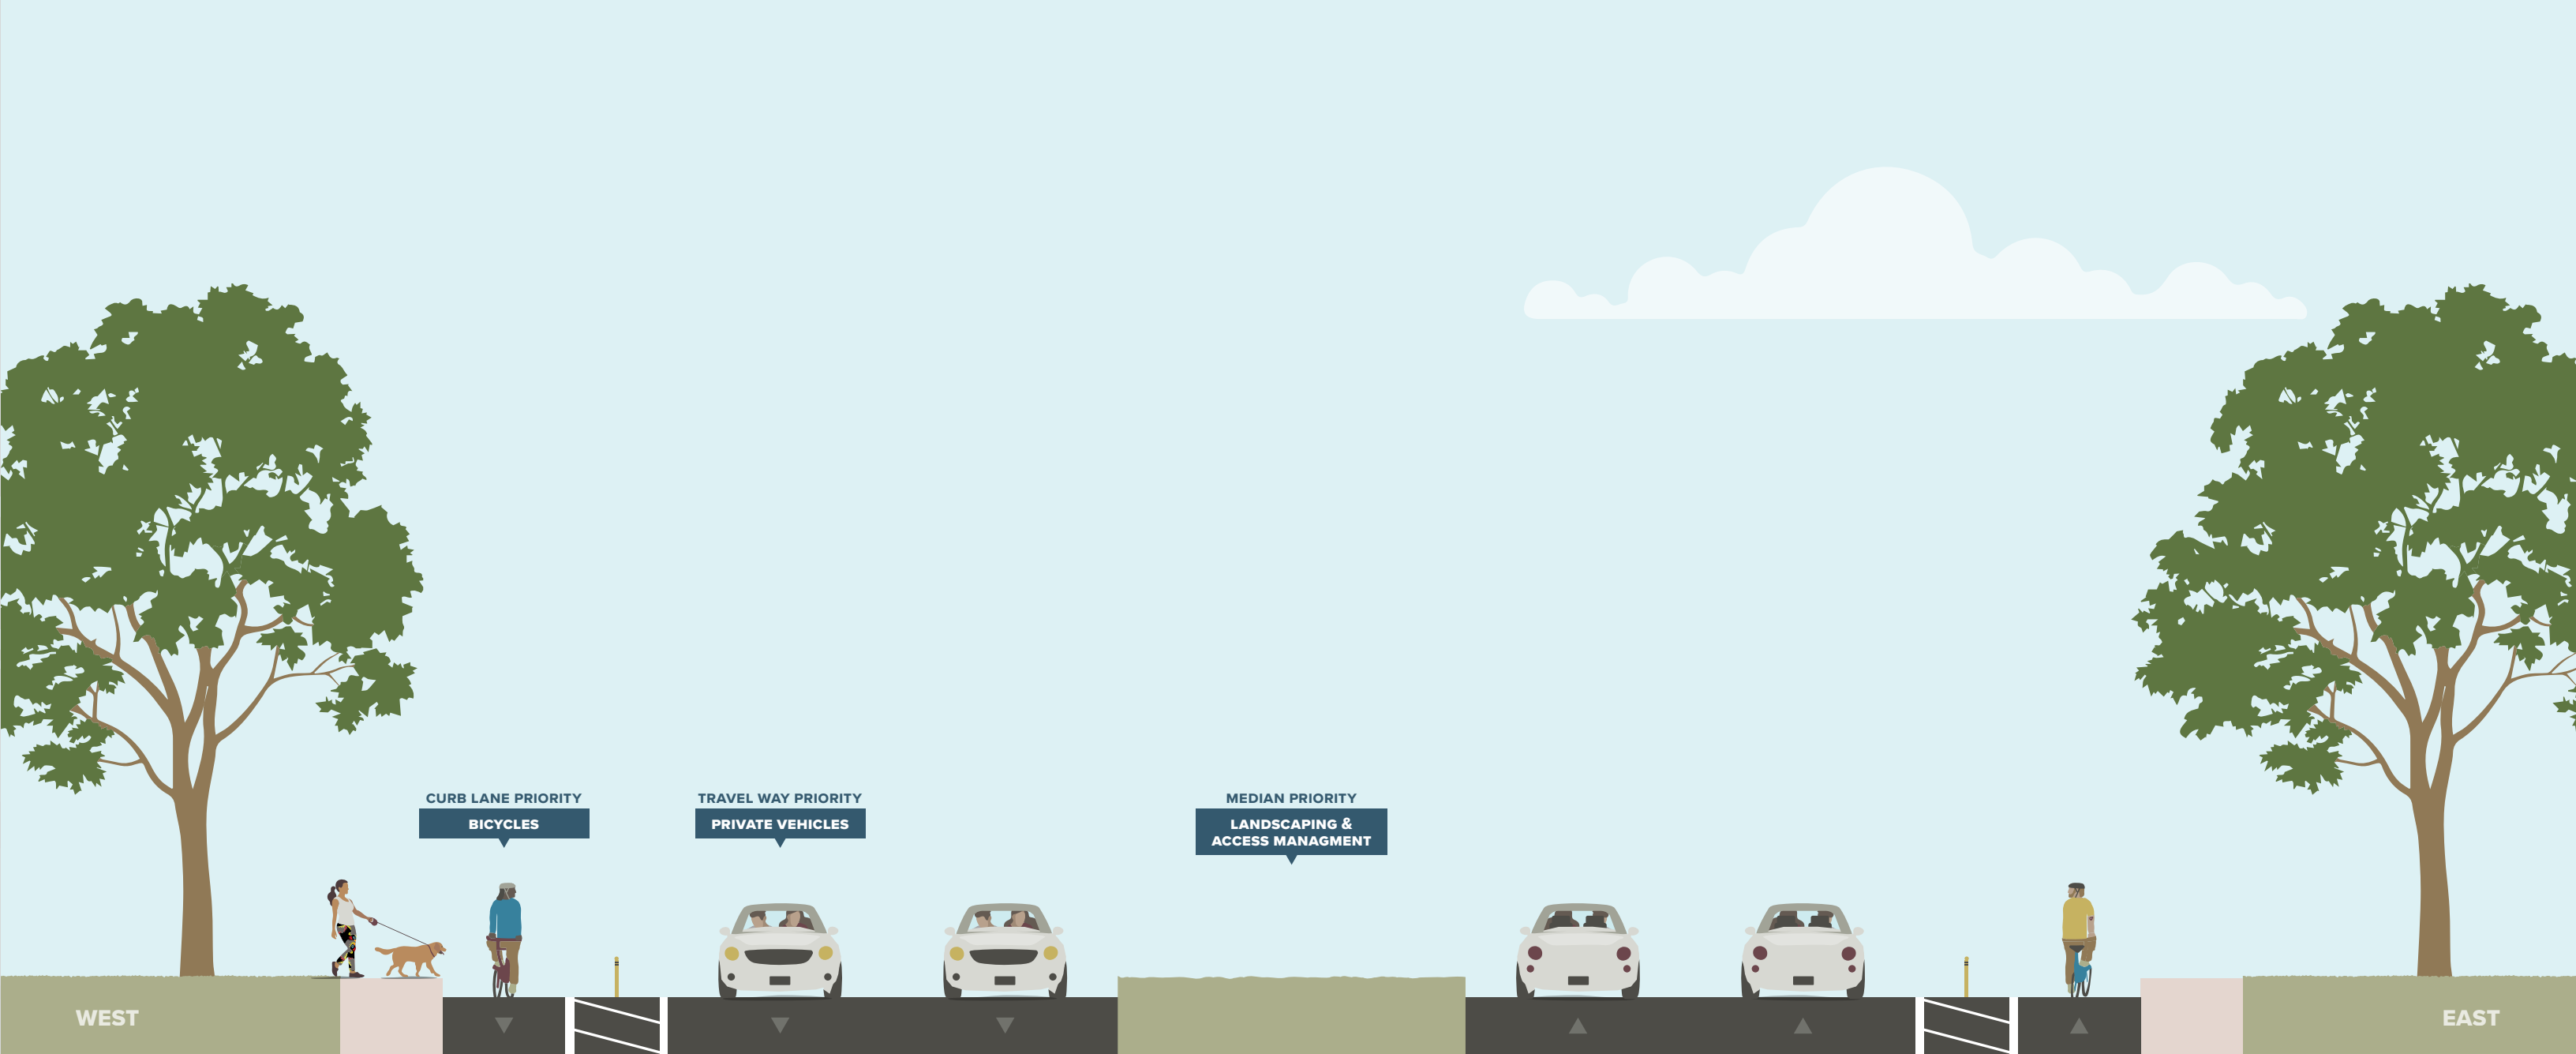 CURB LANE PRIORITY
BICYCLES
TRAVEL WAY PRIORITY
PRIVATE VEHICLES
MEDIAN PRIORITY
LANDSCAPING &
ACCESS MANAGMENT
WEST
EAST